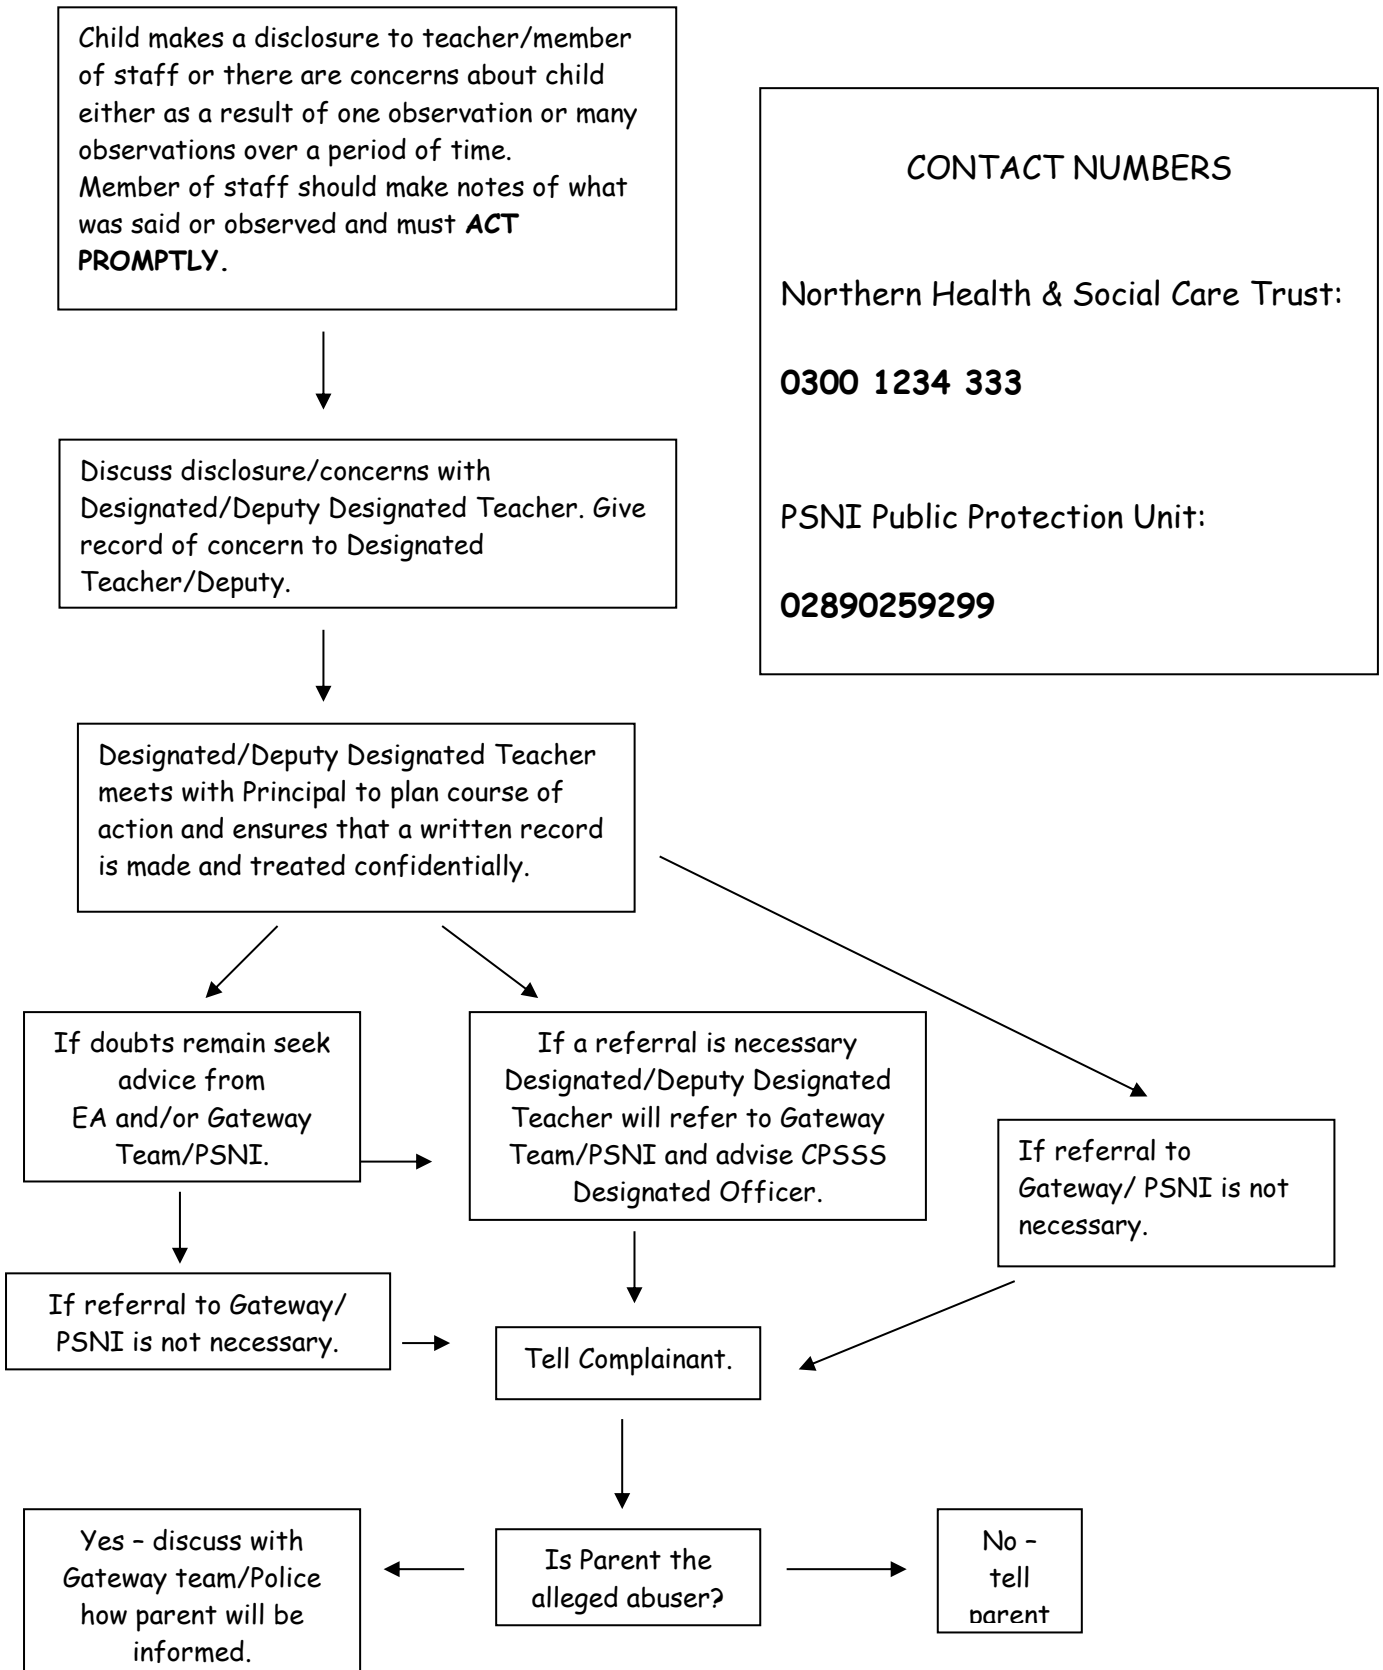 Child makes a disclosure to teacher/member
of staff or there are concerns about child
either as a result of one observation or many
observations over a period of time.
Member of staff should make notes of what
was said or observed and must ACT
PROMPTLY.
CONTACT NUMBERS
Northern Health & Social Care Trust:
0300 1234 333
PSNI Public Protection Unit:
02890259299
Discuss disclosure/concerns with
Designated/Deputy Designated Teacher. Give
record of concern to Designated
Teacher/Deputy.
Designated/Deputy Designated Teacher
meets with Principal to plan course of
action and ensures that a written record
is made and treated confidentially.
If doubts remain seek
advice from
EA and/or Gateway
Team/PSNI.
If a referral is necessary
Designated/Deputy Designated
Teacher will refer to Gateway
Team/PSNI and advise CPSSS
Designated Officer.
If referral to
Gateway/ PSNI is not
necessary.
If referral to Gateway/
PSNI is not necessary.
Tell Complainant.
Yes – discuss with
Gateway team/Police
how parent will be
informed.
Is Parent the
alleged abuser?
No –
tell
parent